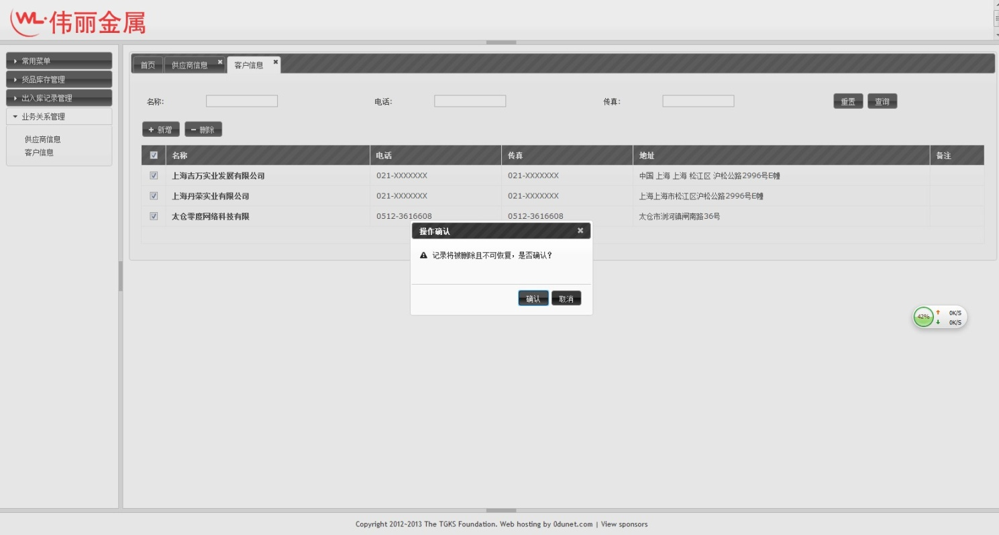 WL·伟丽金属
常用菜单
货品库存管理
出入库记录管理
业务关系管理
供应商信息
客户信息
首页 供应商信息 客户信息
名称: 电话: 传真: 重置 查询
新增 删除
名称 电话 传真 地址 备注
上海吉万实业发展有限公司 021-XXXXXXX 021-XXXXXXX 中国 上海 上海 松江区 沪松公路2996号E幢
上海丹荣实业有限公司 021-XXXXXXX 021-XXXXXXX 上海上海市松江区沪松公路2996号E幢
太仓零度网络科技有限 0512-3616608 0512-3616608 太仓市浏河镇闸南路36号
操作确认
记录将被删除且不可恢复，是否确认?
确认 取消
42% 0K/S
0K/S
Copyright 2012-2013 The TGKS Foundation. Web hosting by 0dunet.com | View sponsors